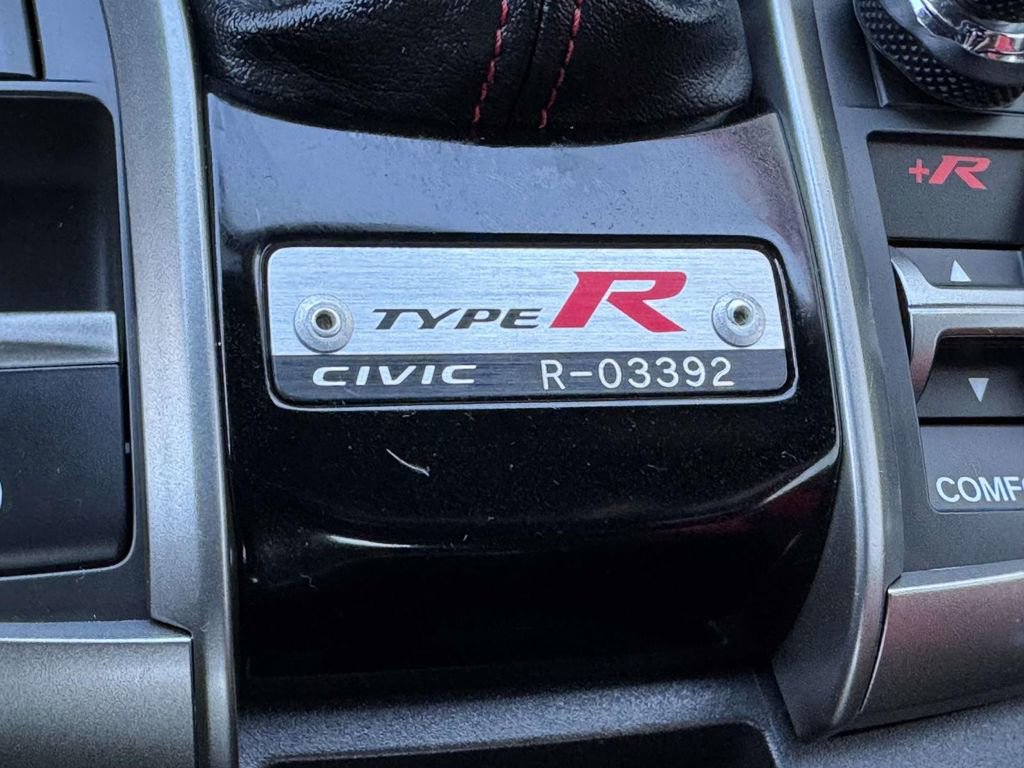 +R
TYPE R
CIVIC R-03392
COMFO